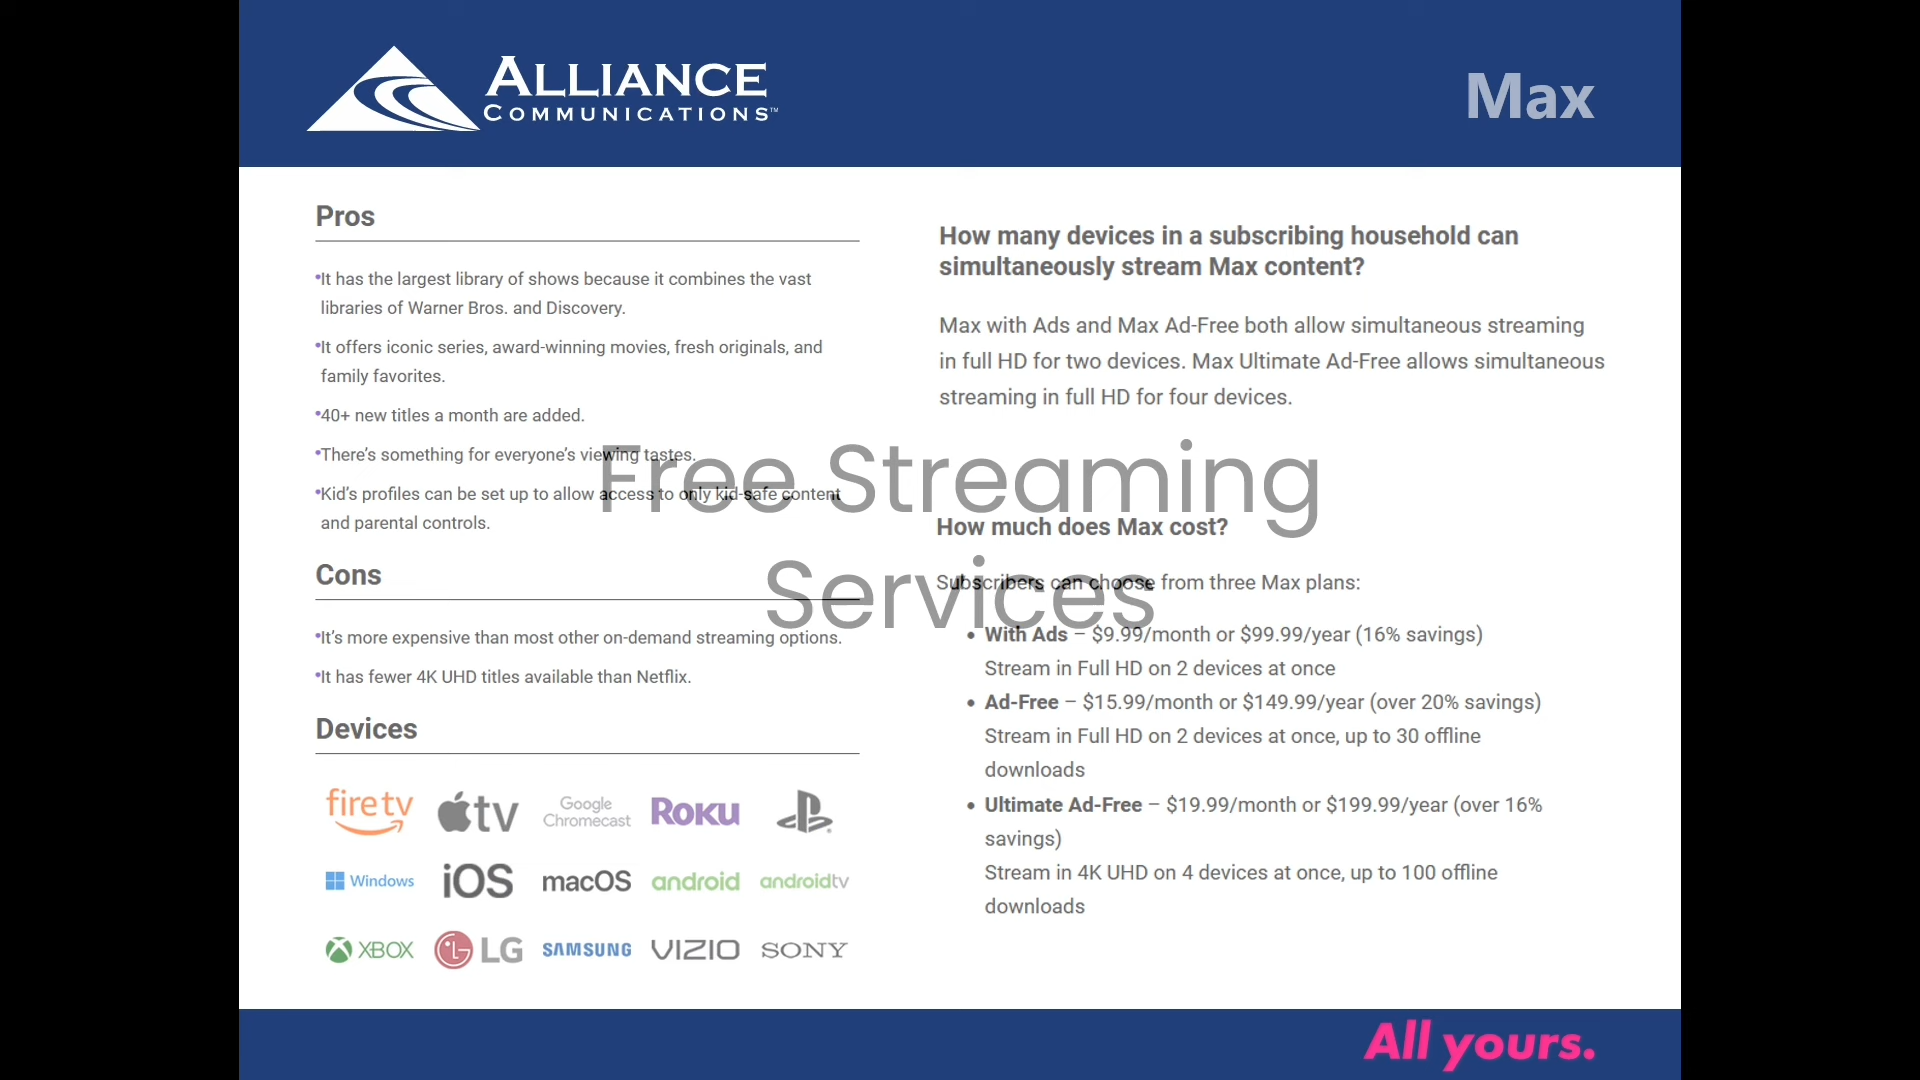 ALLIANCE
COMMUNICATIONS™
Max
Pros
•It has the largest library of shows because it combines the vast
libraries of Warner Bros. and Discovery.
•It offers iconic series, award-winning movies, fresh originals, and
family favorites.
•40+ new titles a month are added.
•There’s something for everyone’s viewing tastes.
•Kid’s profiles can be set up to allow access to only kid-safe content
and parental controls.
Cons
•It’s more expensive than most other on-demand streaming options.
•It has fewer 4K UHD titles available than Netflix.
Devices
fire tv
tv
Google
Chromecast
ROKU
Windows
iOS
macOS
android
androidtv
XBOX
LG
SAMSUNG
VIZIO
SONY
How many devices in a subscribing household can
simultaneously stream Max content?
Max with Ads and Max Ad-Free both allow simultaneous streaming
in full HD for two devices. Max Ultimate Ad-Free allows simultaneous
streaming in full HD for four devices.
Free Streaming
Services
How much does Max cost?
Subscribers can choose from three Max plans:
• With Ads – $9.99/month or $99.99/year (16% savings)
Stream in Full HD on 2 devices at once
• Ad-Free – $15.99/month or $149.99/year (over 20% savings)
Stream in Full HD on 2 devices at once, up to 30 offline
downloads
• Ultimate Ad-Free – $19.99/month or $199.99/year (over 16%
savings)
Stream in 4K UHD on 4 devices at once, up to 100 offline
downloads
All yours.